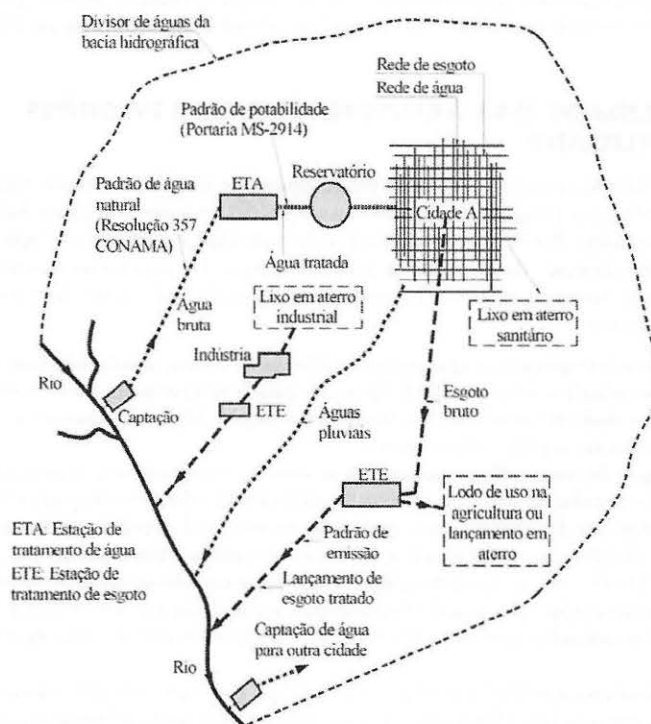 Divisor de águas da
bacia hidrográfica
Rede de esgoto
Rede de água
Padrão de potabilidade
(Portaria MS-2914)
Reservatório
ETA
Padrão de água
natural
(Resolução 357
CONAMA)
Cidade A
Água tratada
Água
bruta
Lixo em aterro
industrial
Lixo em aterro
sanitário
Indústria
Rio
Captação
ETE
Águas
pluviais
Esgoto
bruto
ETE
Lodo de uso na
agricultura ou
lançamento em
aterro
ETA: Estação de
tratamento de água
ETE: Estação de
tratamento de esgoto
Padrão de
emissão
Lançamento de
esgoto tratado
Captação de água
para outra cidade
Rio